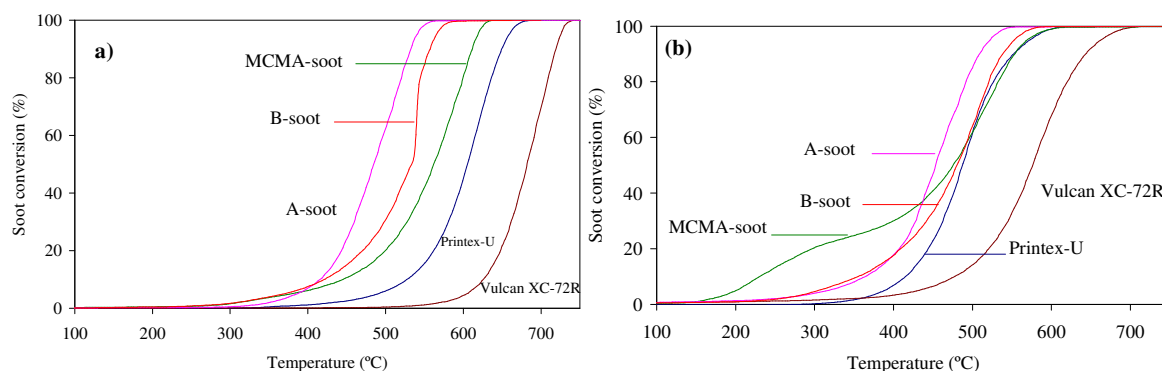 a)
Soot conversion (%)
100
80
60
40
20
0
MCMA-soot
B-soot
A-soot
Printex-U
Vulcan XC-72R
100 200 300 400 500 600 700
Temperature (ºC)
(b)
Soot conversion (%)
100
80
60
40
20
0
A-soot
B-soot
Vulcan XC-72R
MCMA-soot
Printex-U
100 200 300 400 500 600 700
Temperature (ºC)